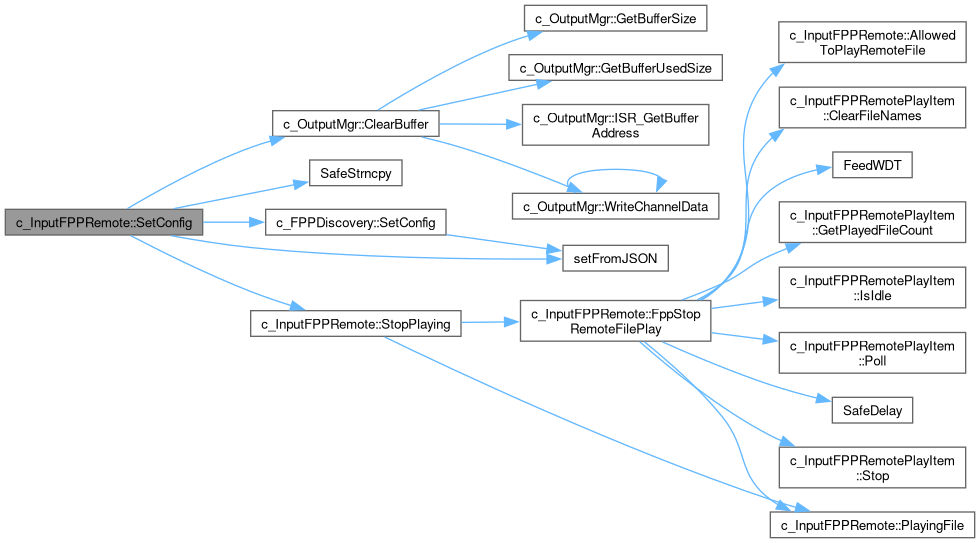 c_InputFPPRemote::SetConfig
c_OutputMgr::ClearBuffer
SafeStrncpy
c_FPPDiscovery::SetConfig
c_InputFPPRemote::StopPlaying
c_OutputMgr::GetBufferSize
c_OutputMgr::GetBufferUsedSize
c_OutputMgr::ISR_GetBuffer
Address
c_OutputMgr::WriteChannelData
setFromJSON
c_InputFPPRemote::FppStop
RemoteFilePlay
c_InputFPPRemote::Allowed
ToPlayRemoteFile
c_InputFPPRemotePlayItem
::ClearFileNames
FeedWDT
c_InputFPPRemotePlayItem
::GetPlayedFileCount
c_InputFPPRemotePlayItem
::IsIdle
c_InputFPPRemotePlayItem
::Poll
SafeDelay
c_InputFPPRemotePlayItem
::Stop
c_InputFPPRemote::PlayingFile